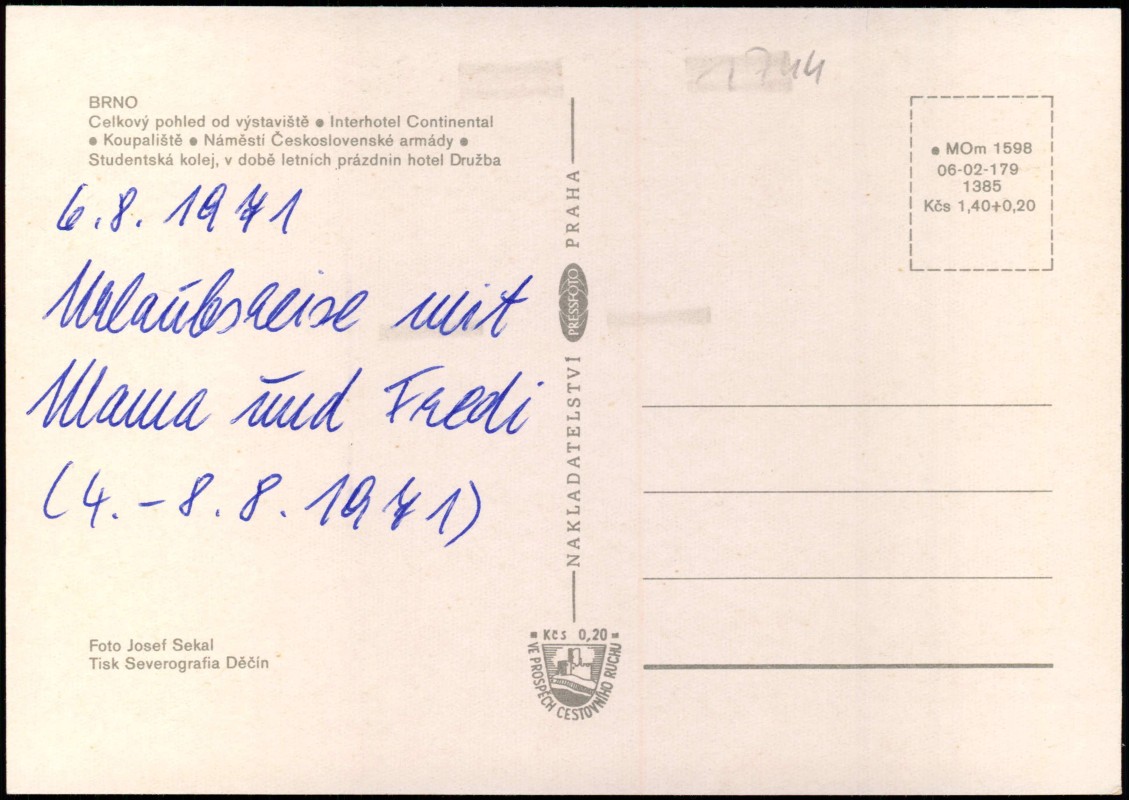 1744
BRNO
Celkový pohled od výstaviště ● Interhotel Continental
● Koupaliště ● Náměstí Československé armády ●
Studentská kolej, v době letních prázdnin hotel Družba
6.8. 1971
Urlaubsreise mit
Mama und Fredi
(4. – 8.8. 1971)
Foto Josef Sekal
Tisk Severografia Děčín
NAKLADATELSTVÍ PRESSFOTO PRAHA
Kčs 0,20
VE PROSPĚCH CESTOVNÍHO RUCHU
● MOm 1598
06-02-179
1385
Kčs 1,40+0,20